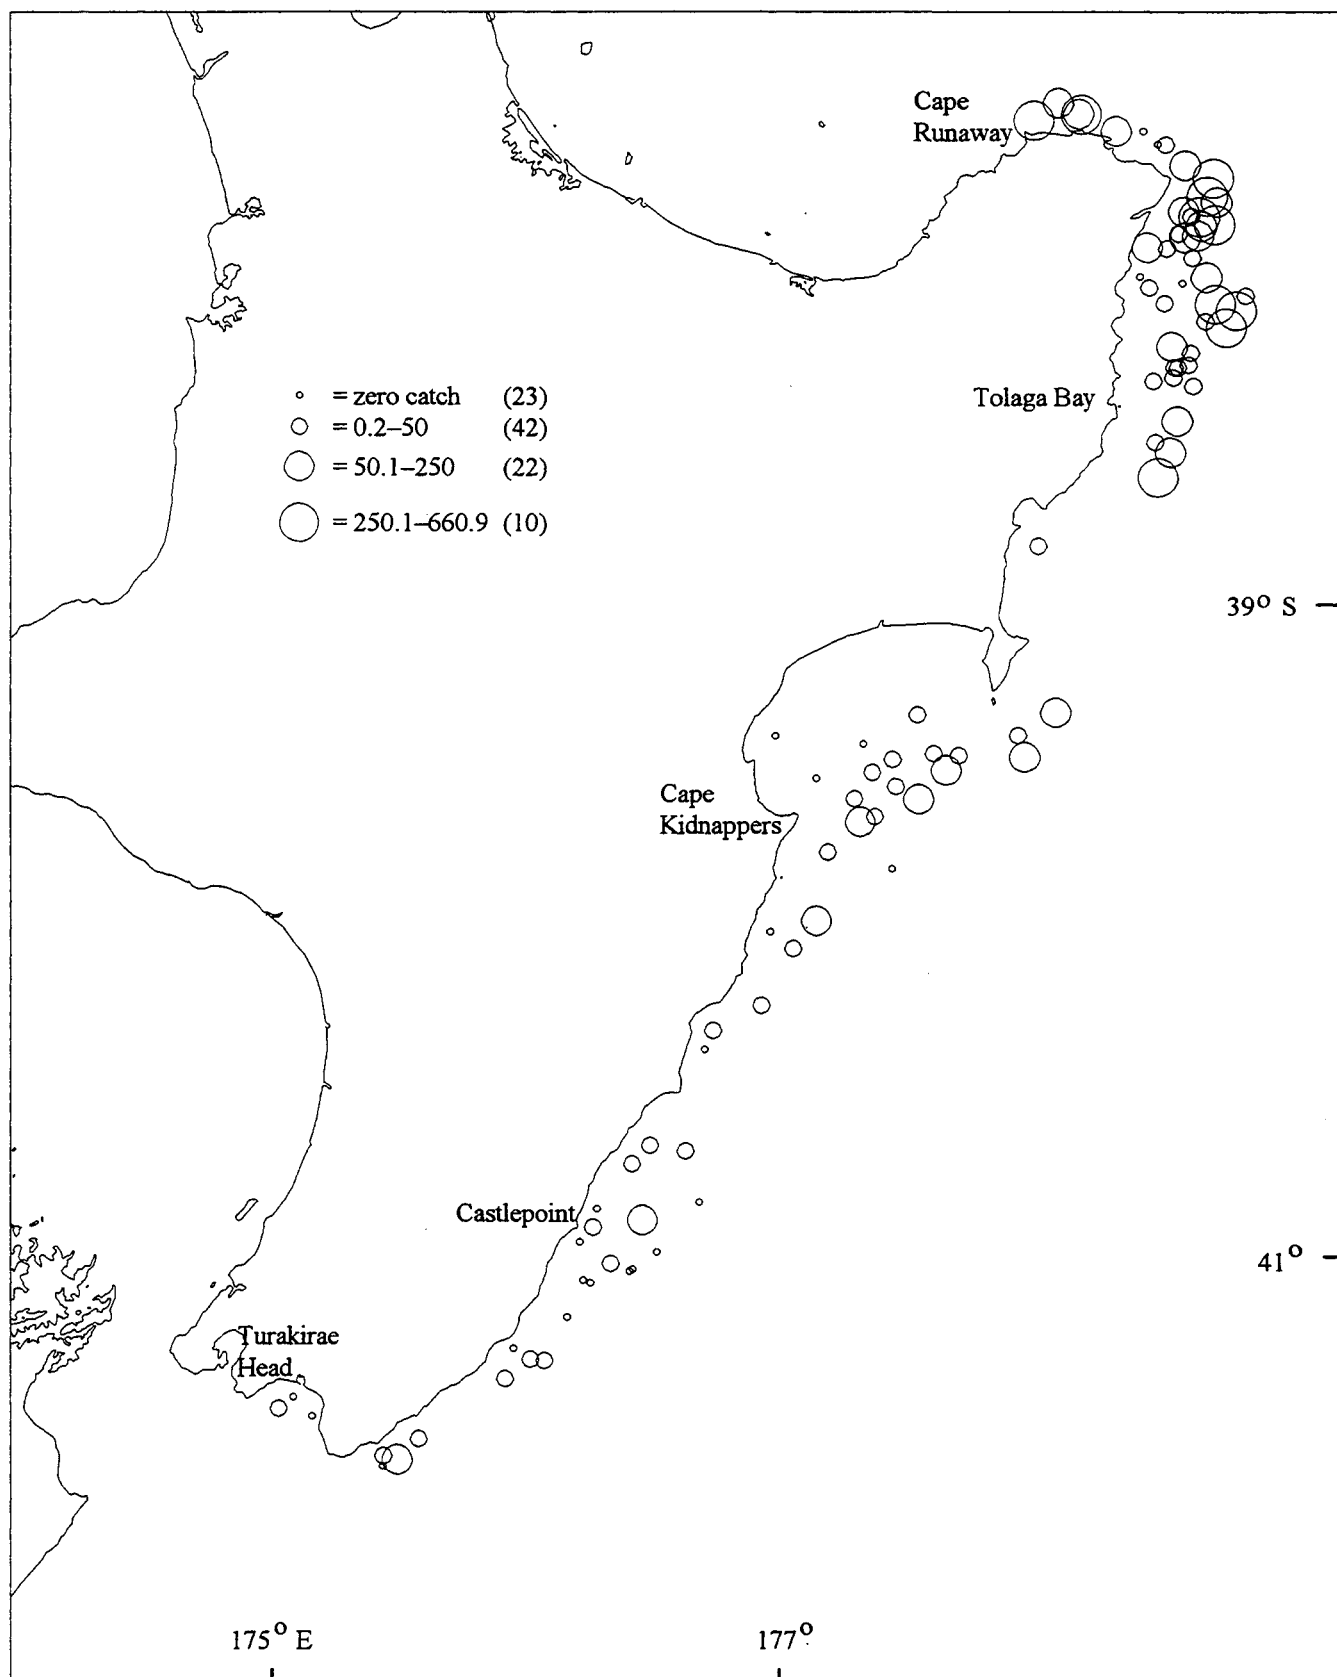 Cape
Runaway
= zero catch (23)
= 0.2–50 (42)
= 50.1–250 (22)
= 250.1–660.9 (10)
Tolaga Bay
39° S
Cape
Kidnappers
Castlepoint
41°
Turakirae
Head
175° E
177°